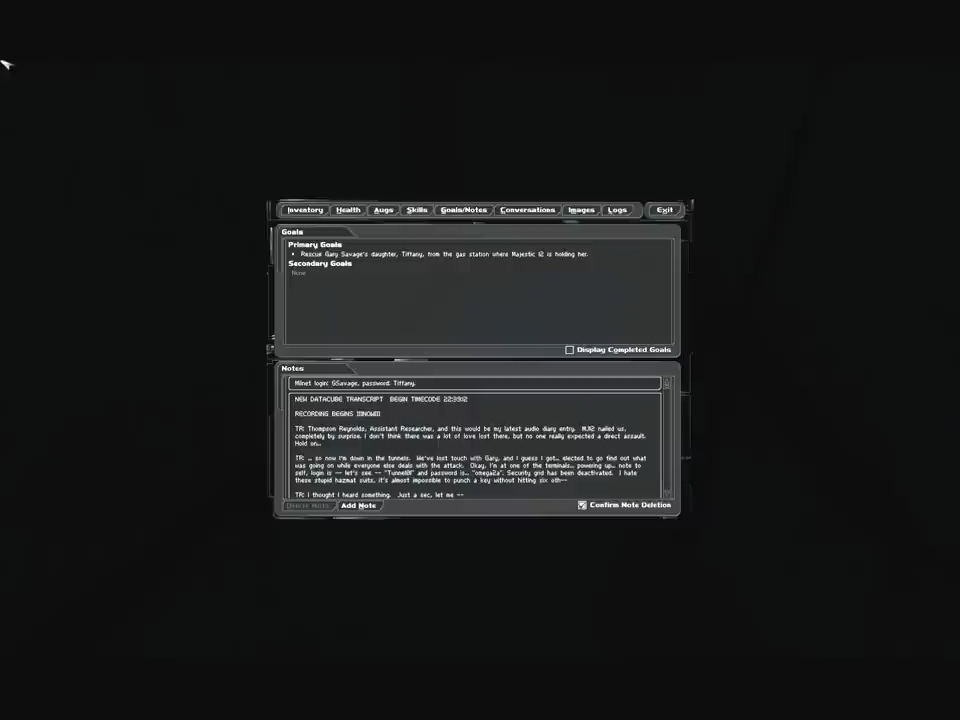 Inventory Health Augs Skills Goals/Notes Conversations Images Logs Exit
Goals
Primary Goals
• Rescue Gary Savage's daughter, Tiffany, from the gas station where Majestic 12 is holding her.
Secondary Goals
None
Display Completed Goals
Notes
Milnet login: GSavage, password: Tiffany.
NEW DATACUBE TRANSCRIPT BEGIN TIMECODE
RECORDING BEGINS
TR: Thompson Reynolds, Assistant Researcher, and this would be my latest audio diary entry. MJ12 nailed us,
completely by surprise. I don't think there was a lot of love lost there, but no one really expected a direct assault.
Hold on...
TR: ... so now I'm down in the tunnels. We've lost touch with Gary, and I guess I got... elected to go find out what
was going on while everyone else deals with the attack. Okay, I'm at one of the terminals... powering up... note to
self, login is -- let's see -- and password is... "omega2a". Security grid has been deactivated. I hate
these stupid hazmat suits, it's almost impossible to punch a key without hitting six oth--
TR: I thought I heard something. Just a sec, let me --
Delete Note Add Note Confirm Note Deletion